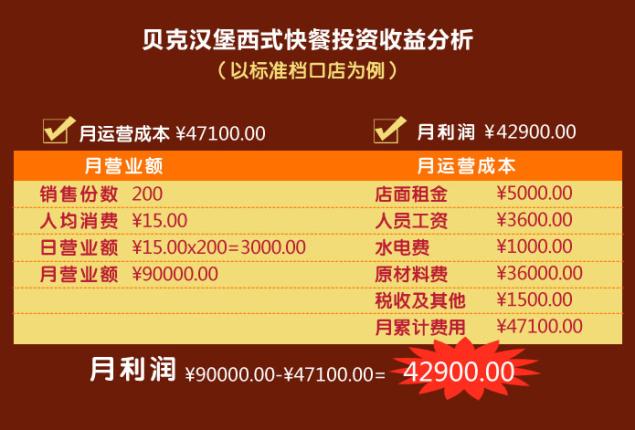 贝克汉堡西式快餐投资收益分析
（以标准档口店为例）
月运营成本 ¥47100.00
月利润 ¥42900.00
月营业额 月运营成本
销售份数 200 店面租金 ¥5000.00
人均消费 ¥15.00 人员工资 ¥3600.00
日营业额 ¥15.00x200=3000.00 水电费 ¥1000.00
月营业额 ¥90000.00 原材料费 ¥36000.00
税收及其他 ¥1500.00
月累计费用 ¥47100.00
月利润 ¥90000.00-¥47100.00= 42900.00